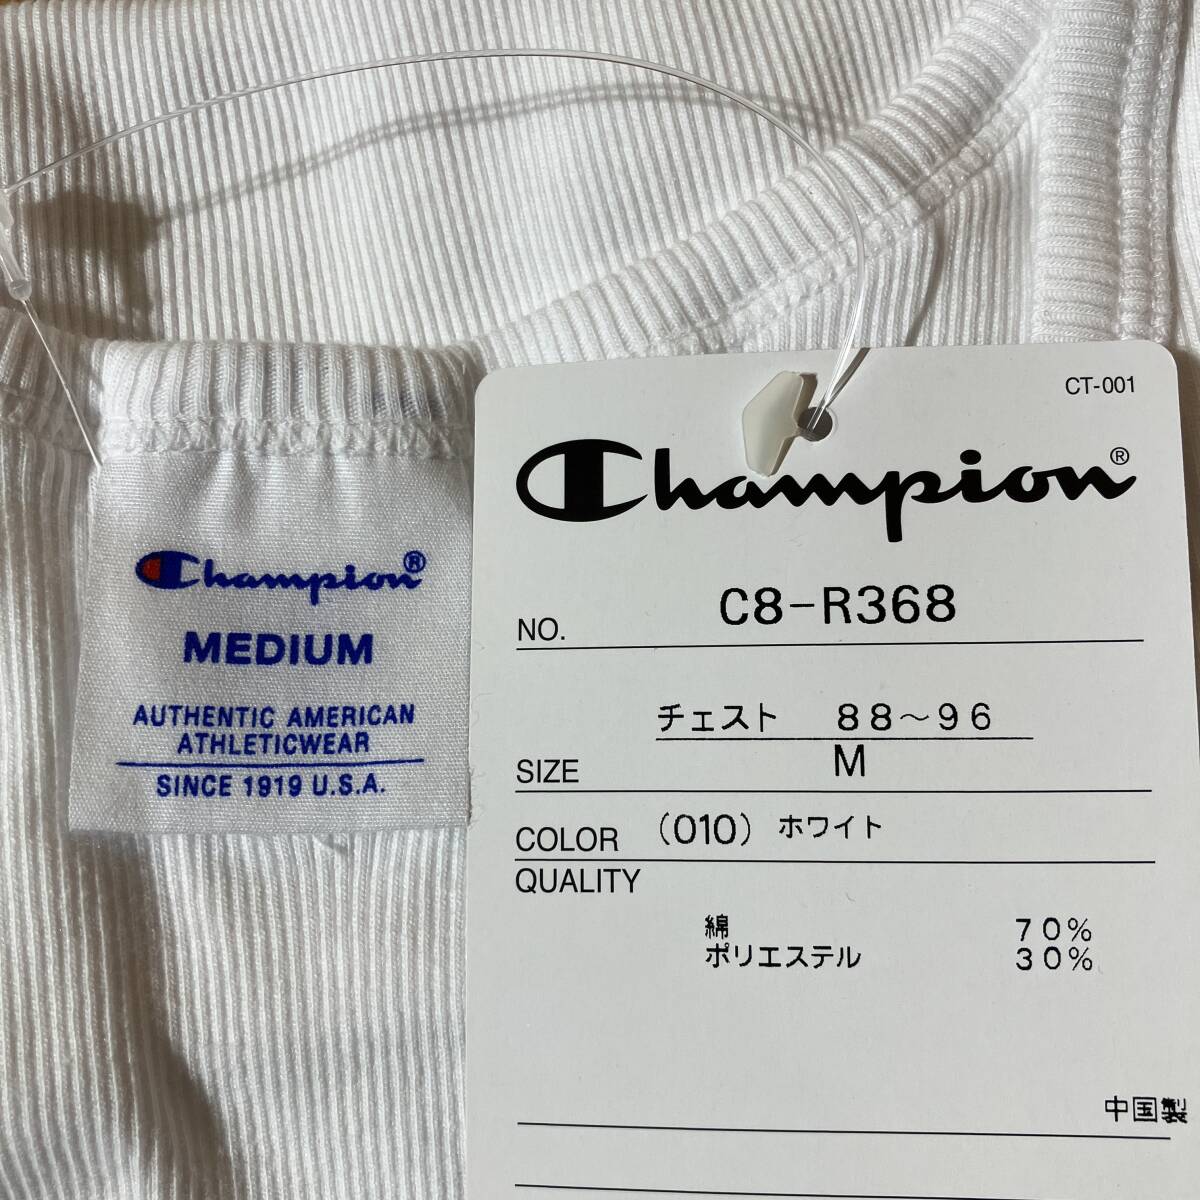 Champion®
MEDIUM
AUTHENTIC AMERICAN
ATHLETICWEAR
SINCE 1919 U.S.A.
CT-001
Champion®
NO. C8-R368
チェスト 88～96
SIZE M
COLOR (010) ホワイト
QUALITY
綿 70%
ポリエステル 30%
中国製